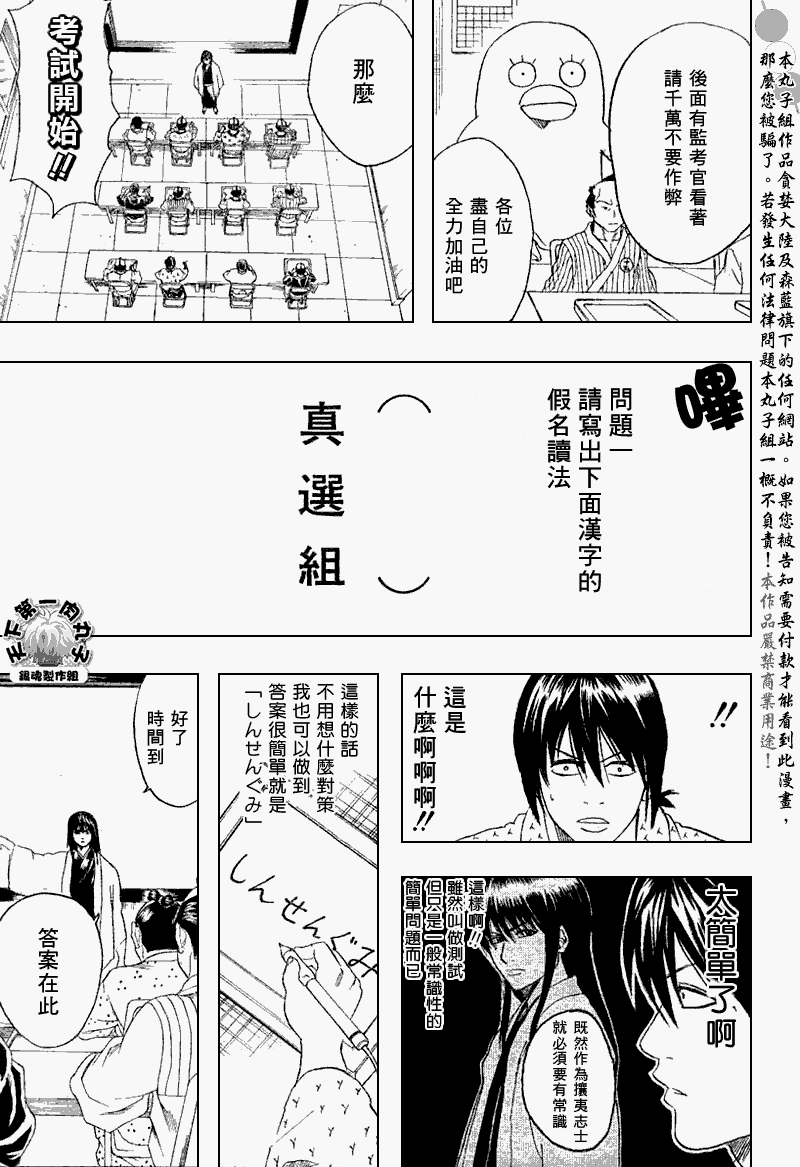 後面有監考官看著
請千萬不要作弊
各位
盡自己的
全力加油吧
那麼
考試開始!!
嗶
問題一
請寫出下面漢字的
假名讀法
（真選組）
!!
這是
什麼啊啊啊!!
太簡單了啊
這樣啊!!
雖然叫做測試
但只是一般常識性的
簡單問題而已
既然作為攘夷志士
就必須要有常識
這樣的話
不用想什麼對策
我也可以做到
答案很簡單就是
「しんせんぐみ」
しんせんぐみ
好了
時間到
答案在此
本丸子組作品貪婪大陸及森藍旗下的任何網站。如果您被告知需要付款才能看到此漫畫，
那麼您被騙了。若發生任何法律問題本丸子組一概不負責！本作品嚴禁商業用途！
天下第一肉丸子
銀魂製作組